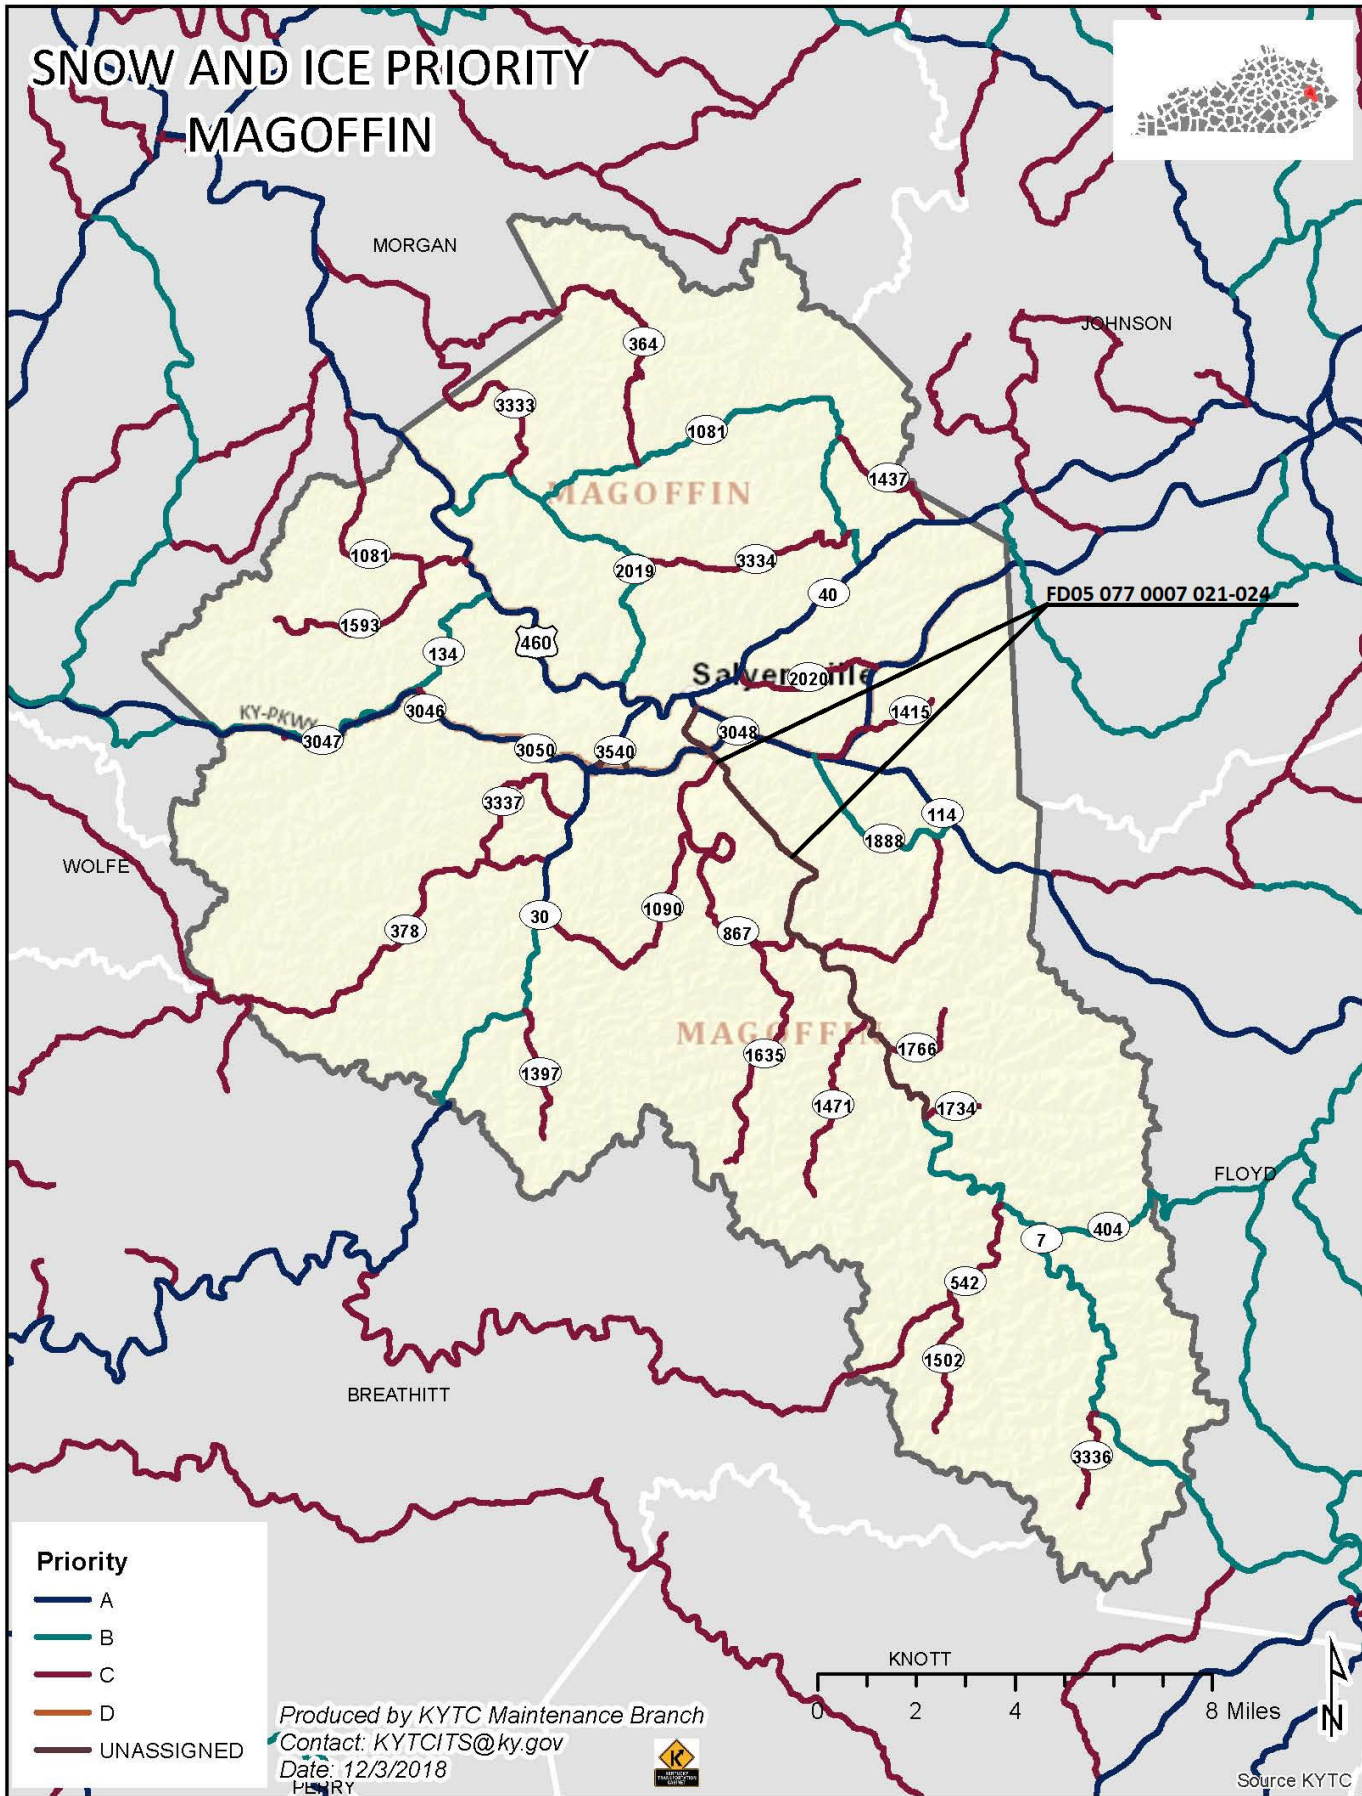 SNOW AND ICE PRIORITY
MAGOFFIN
MORGAN
JOHNSON
364
3333
1081
1437
MAGOFFIN
1081
2019
3334
40
FD05 077 0007 021-024
1593
134
460
Salyersville
2020
3046
1415
KY-PKWY
3047
3050
3540
3048
3337
114
1888
WOLFE
378
30
1090
867
MAGOFFIN
1766
1635
1397
1471
1734
FLOYD
404
7
542
1502
BREATHITT
3336
Priority
A
B
C
D
UNASSIGNED
KNOTT
0 2 4 8 Miles
N
Produced by KYTC Maintenance Branch
Contact: KYTCITS@ky.gov
Date: 12/3/2018
PERRY
KENTUCKY
TRANSPORTATION
CABINET
Source KYTC